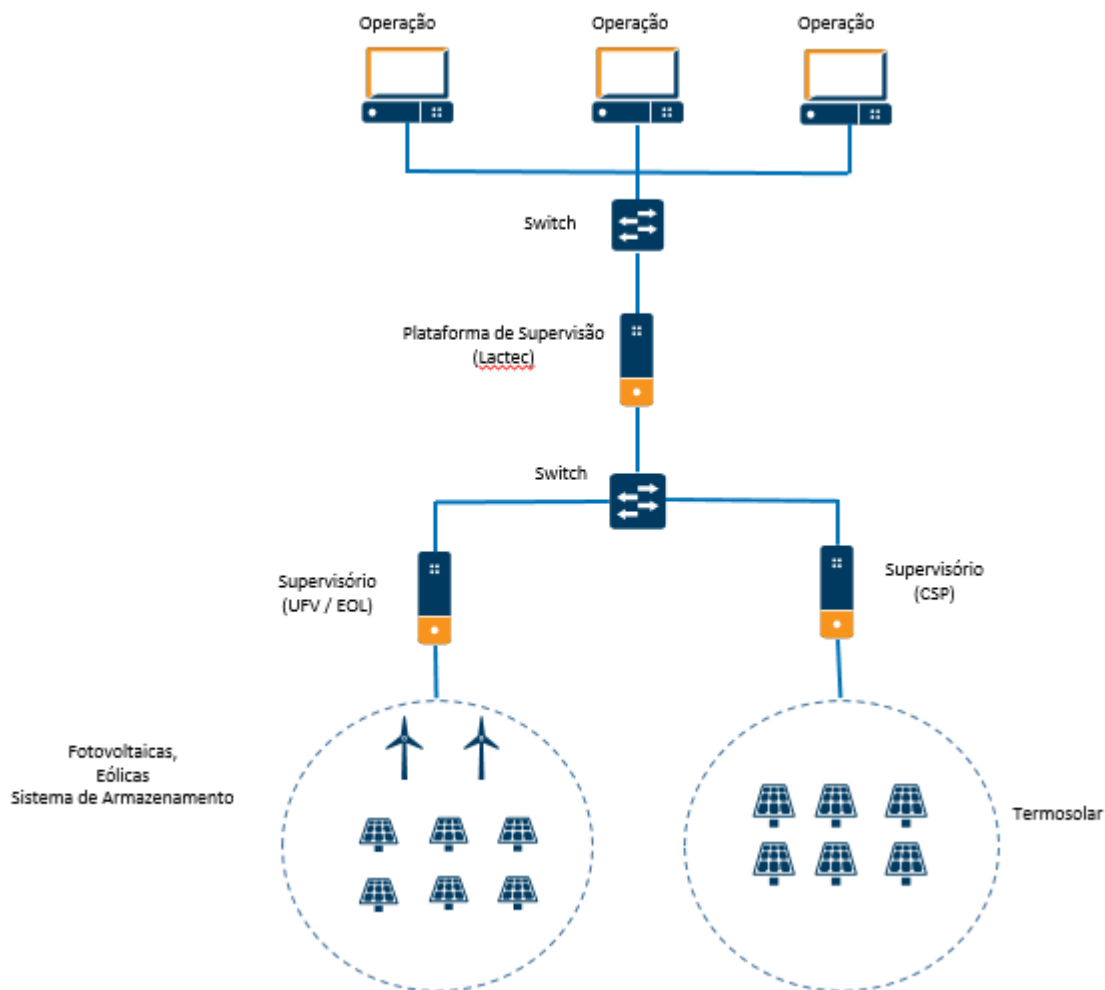 Operação
Operação
Operação
Switch
Plataforma de Supervisão
(Lactec)
Switch
Supervisório
(UFV / EOL)
Supervisório
(CSP)
Fotovoltaicas,
Eólicas
Sistema de Armazenamento
Termosolar